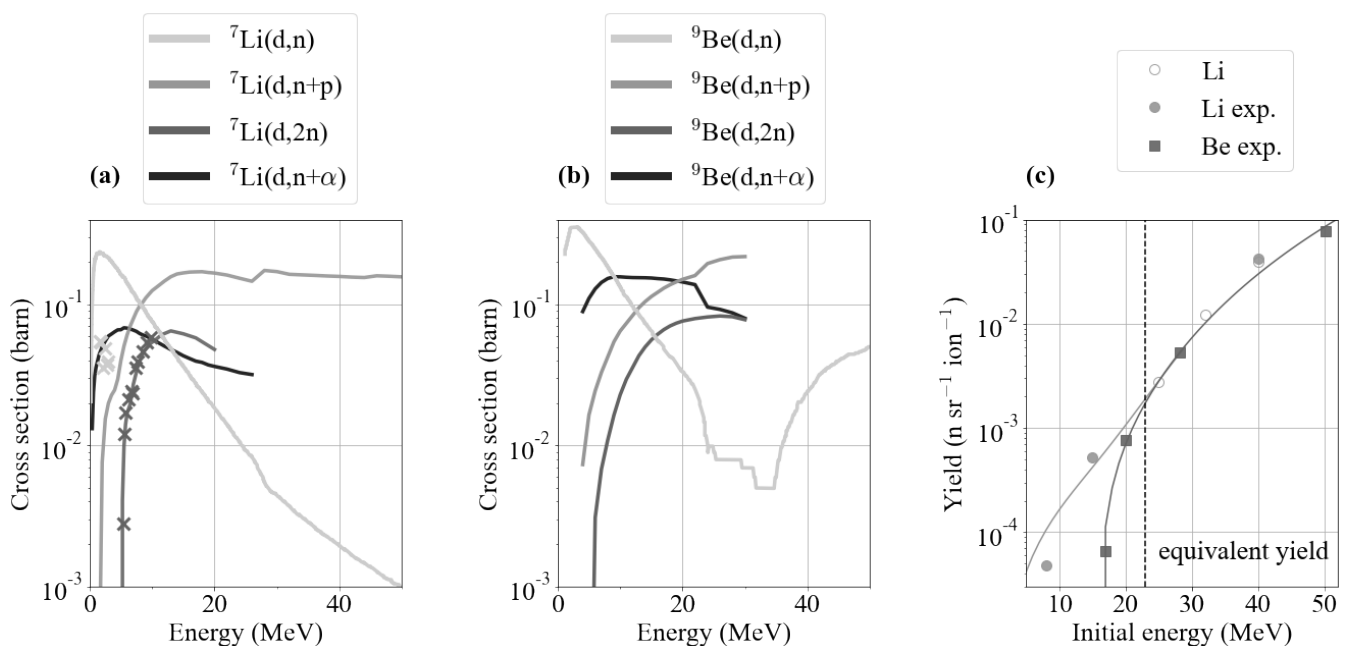 ⁷Li(d,n)
⁷Li(d,n+p)
⁷Li(d,2n)
⁷Li(d,n+α)
(a)
10⁻¹
10⁻²
10⁻³
Cross section (barn)
0
20
40
Energy (MeV)
⁹Be(d,n)
⁹Be(d,n+p)
⁹Be(d,2n)
⁹Be(d,n+α)
(b)
10⁻¹
10⁻²
10⁻³
Cross section (barn)
0
20
40
Energy (MeV)
Li
Li exp.
Be exp.
(c)
10⁻¹
10⁻²
10⁻³
10⁻⁴
Yield (n sr⁻¹ ion⁻¹)
equivalent yield
10
20
30
40
50
Initial energy (MeV)